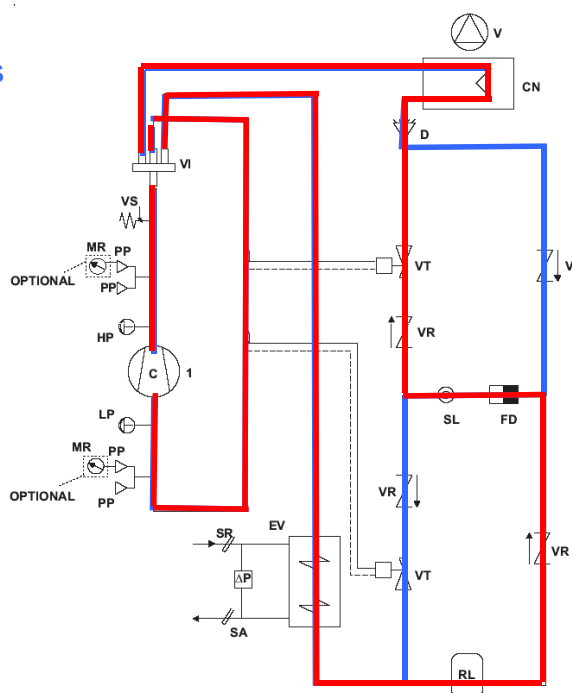 V
s
CN
D
VI
VS
MR
PP
OPTIONAL
PP
VT
V
HP
VR
C
1
SL
FD
LP
MR
PP
OPTIONAL
PP
VR
SR
EV
VR
ΔP
VT
SA
RL